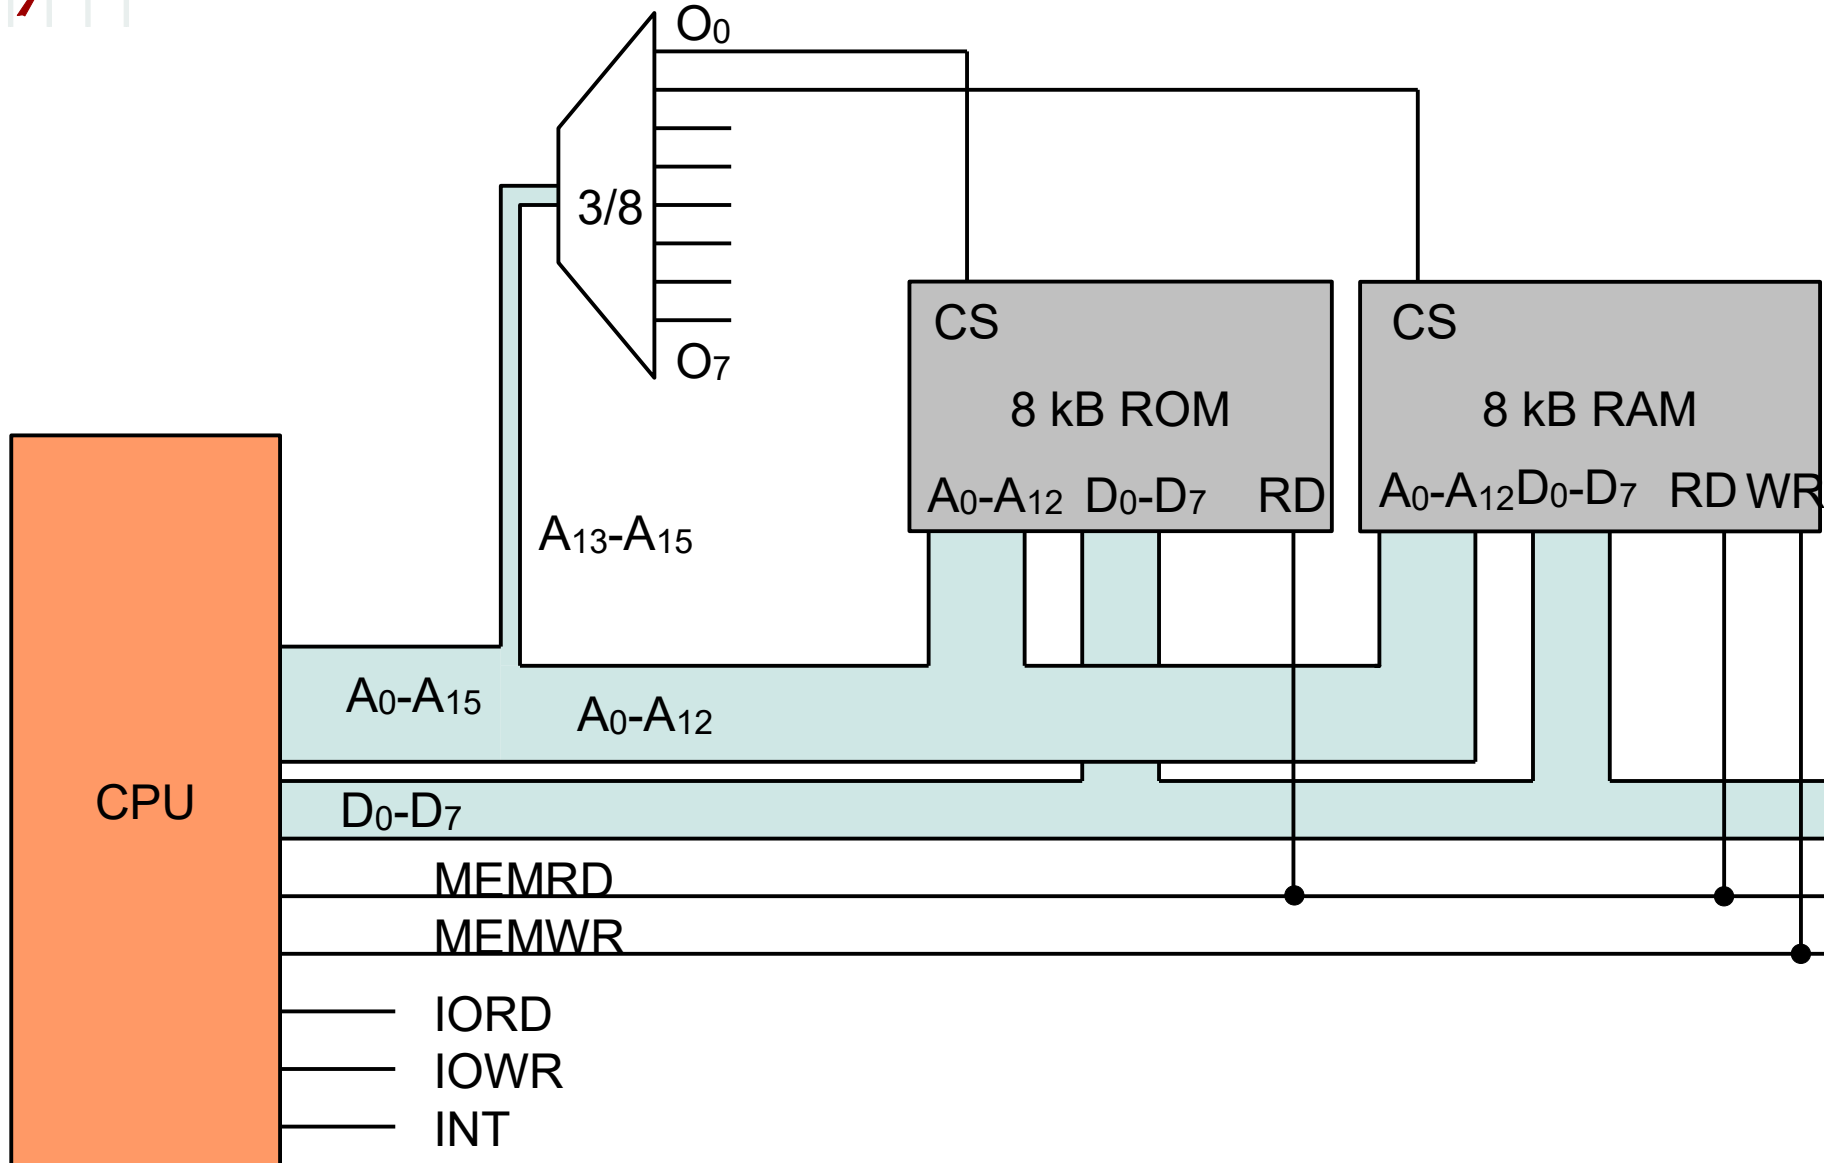 O0
3/8
O7
CS
8 kB ROM
A0-A12 D0-D7 RD
CS
8 kB RAM
A0-A12 D0-D7 RD WR
A13-A15
A0-A15
A0-A12
CPU
D0-D7
MEMRD
MEMWR
IORD
IOWR
INT